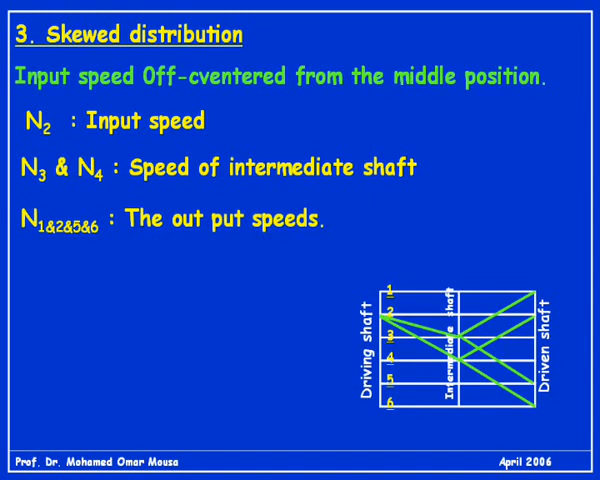 3. Skewed distribution
Input speed Off-cventered from the middle position.
N2 : Input speed
N3 & N4 : Speed of intermediate shaft
N1&2&5&6 : The out put speeds.
Driving shaft
1
2
3
4
5
6
Intermediate shaft
Driven shaft
Prof. Dr. Mohamed Omar Mousa
April 2006